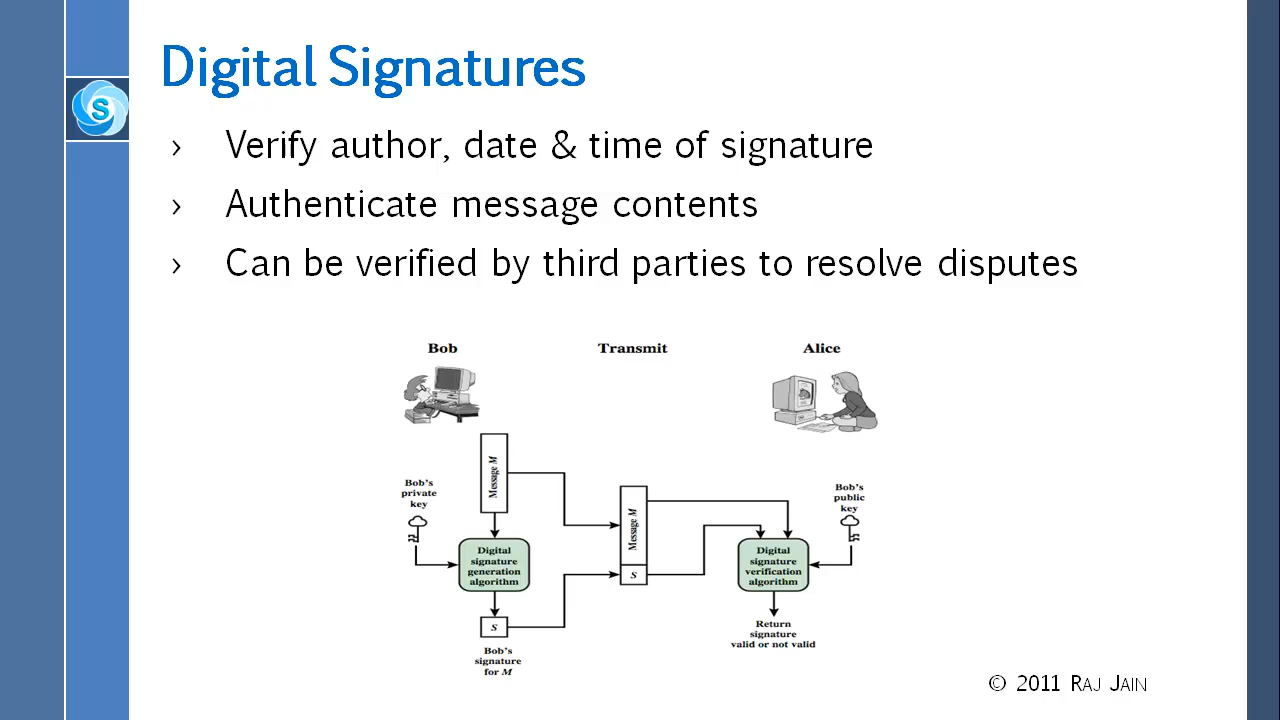 Digital Signatures
S
› Verify author, date & time of signature
› Authenticate message contents
› Can be verified by third parties to resolve disputes
Bob
Transmit
Alice
Bob's
private
key
Message M
Digital
signature
generation
algorithm
S
Bob's
signature
for M
Message M
S
Bob's
public
key
Digital
signature
verification
algorithm
Return
signature
valid or not valid
© 2011 RAJ JAIN